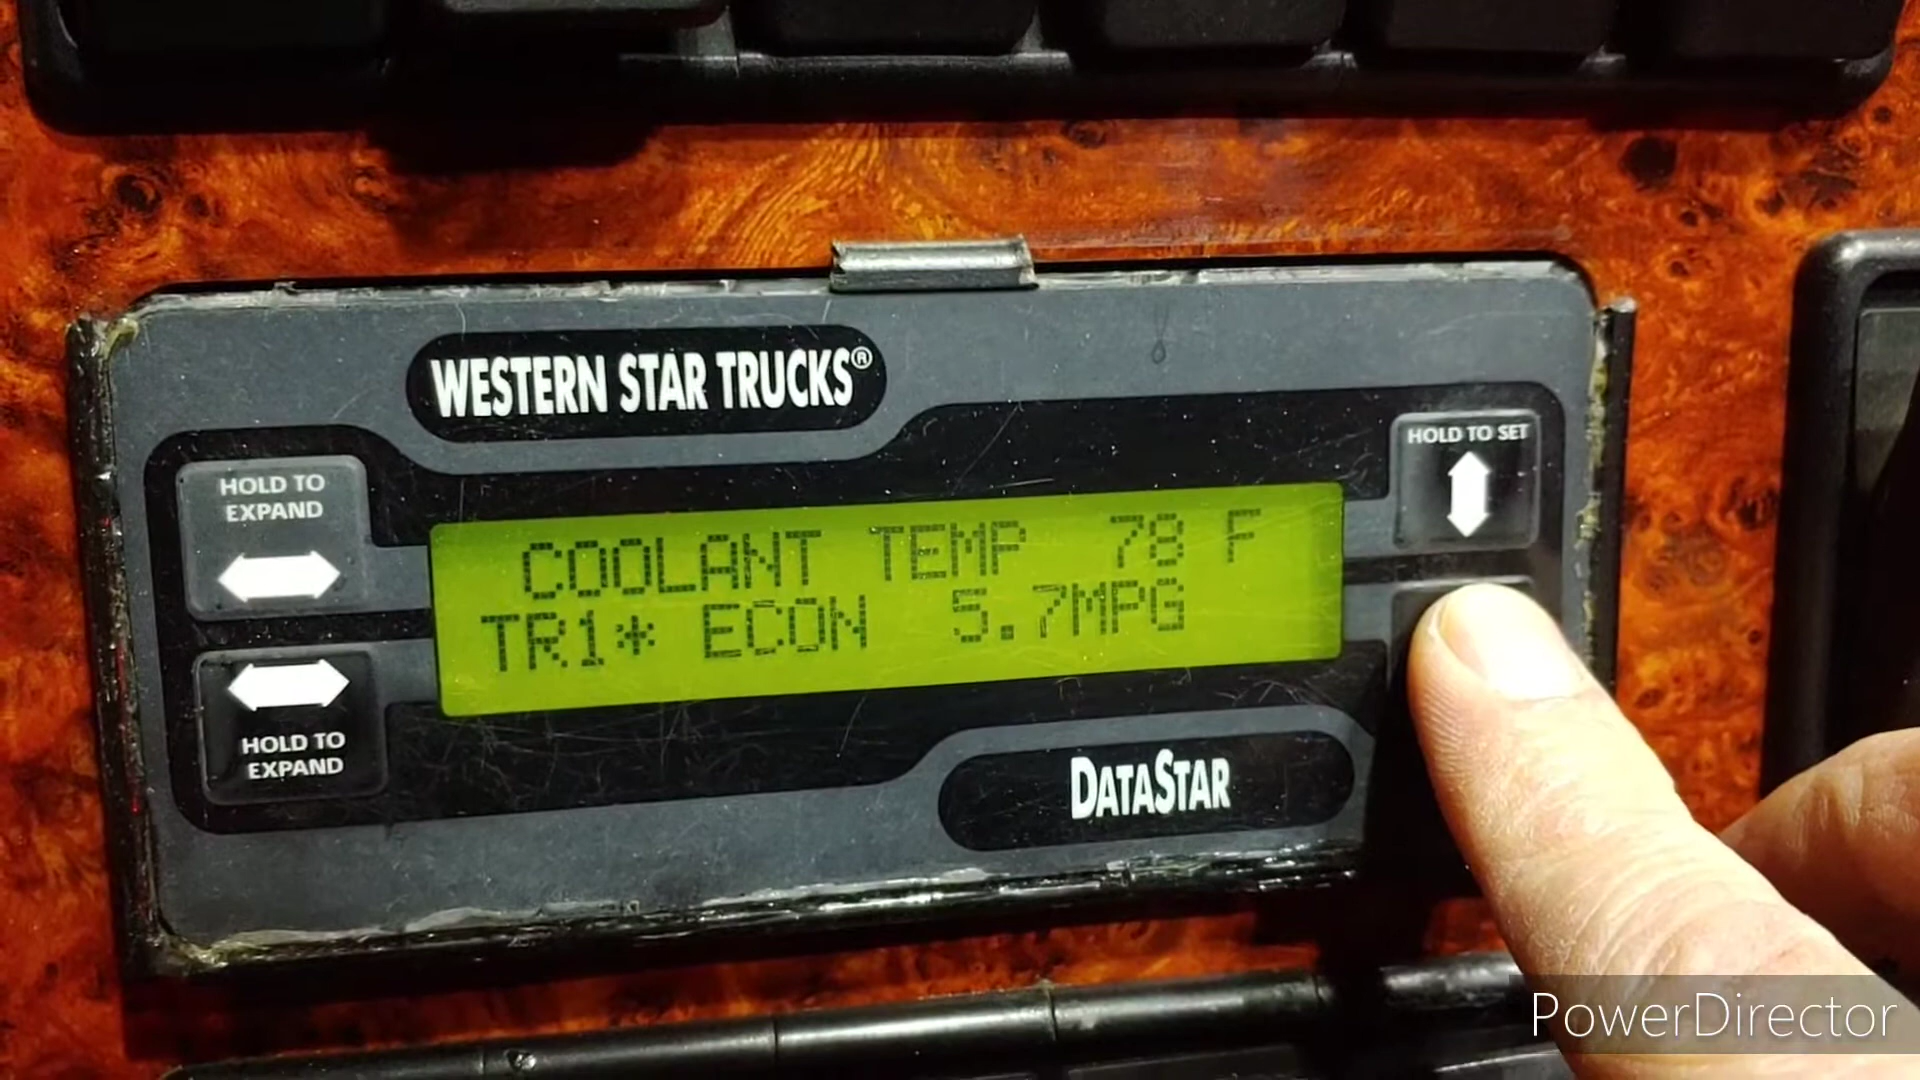 WESTERN STAR TRUCKS®
HOLD TO
EXPAND
HOLD TO SET
COOLANT TEMP 78 F
TR1* ECON 5.7MPG
HOLD TO
EXPAND
DATASTAR
PowerDirector